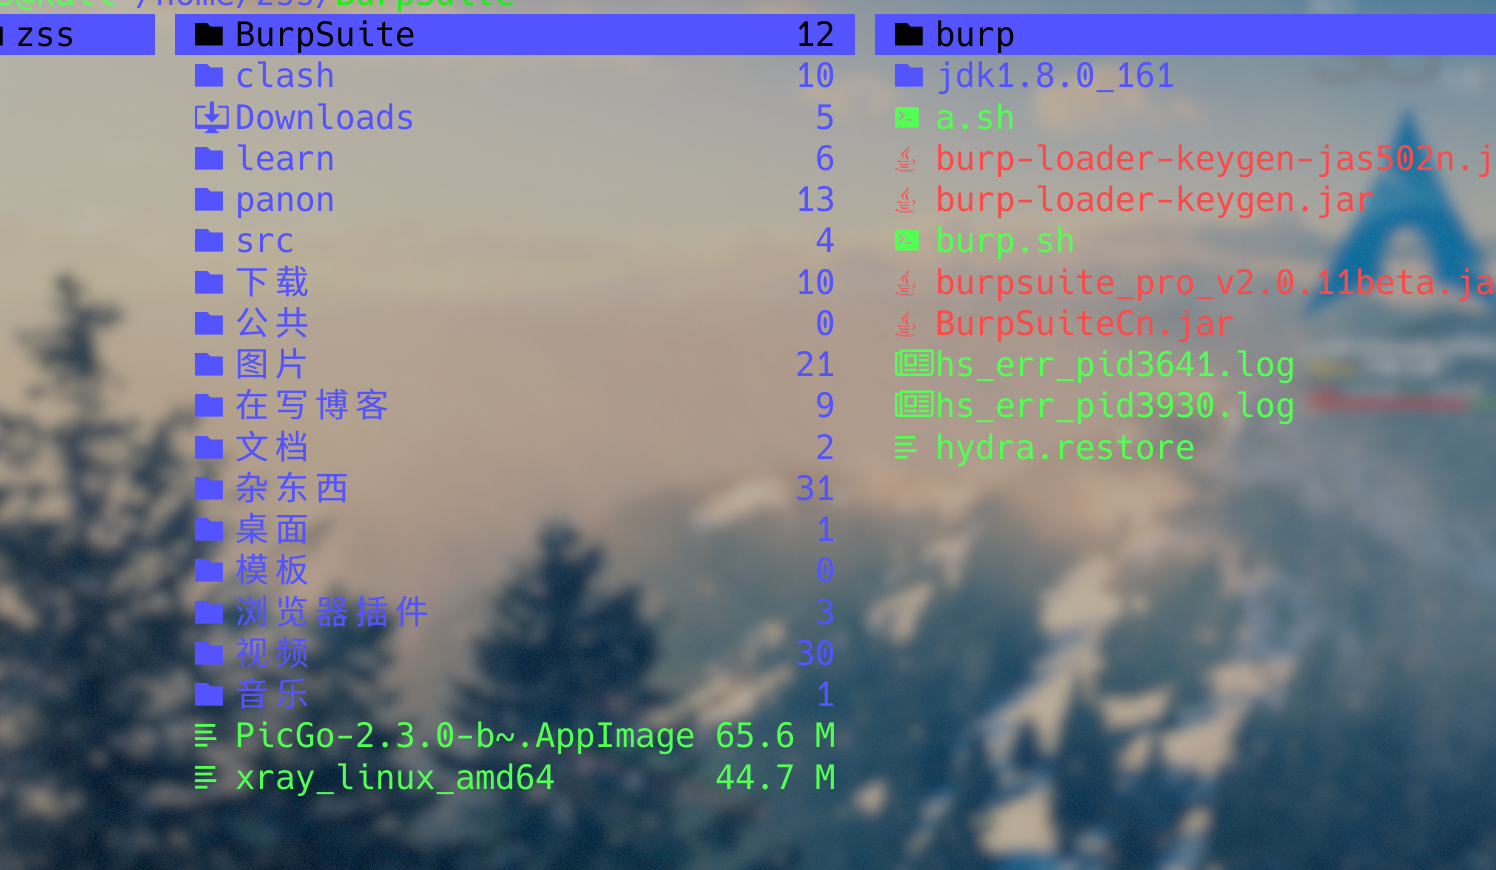 s@kali /home/zss/BurpSuite
zss
BurpSuite 12
clash 10
Downloads 5
learn 6
panon 13
src 4
下载 10
公共 0
图片 21
在写博客 9
文档 2
杂东西 31
桌面 1
模板 0
浏览器插件 3
视频 30
音乐 1
PicGo-2.3.0-b~.AppImage 65.6 M
xray_linux_amd64 44.7 M
burp
jdk1.8.0_161
a.sh
burp-loader-keygen-jas502n.j
burp-loader-keygen.jar
burp.sh
burpsuite_pro_v2.0.11beta.ja
BurpSuiteCn.jar
hs_err_pid3641.log
hs_err_pid3930.log
hydra.restore